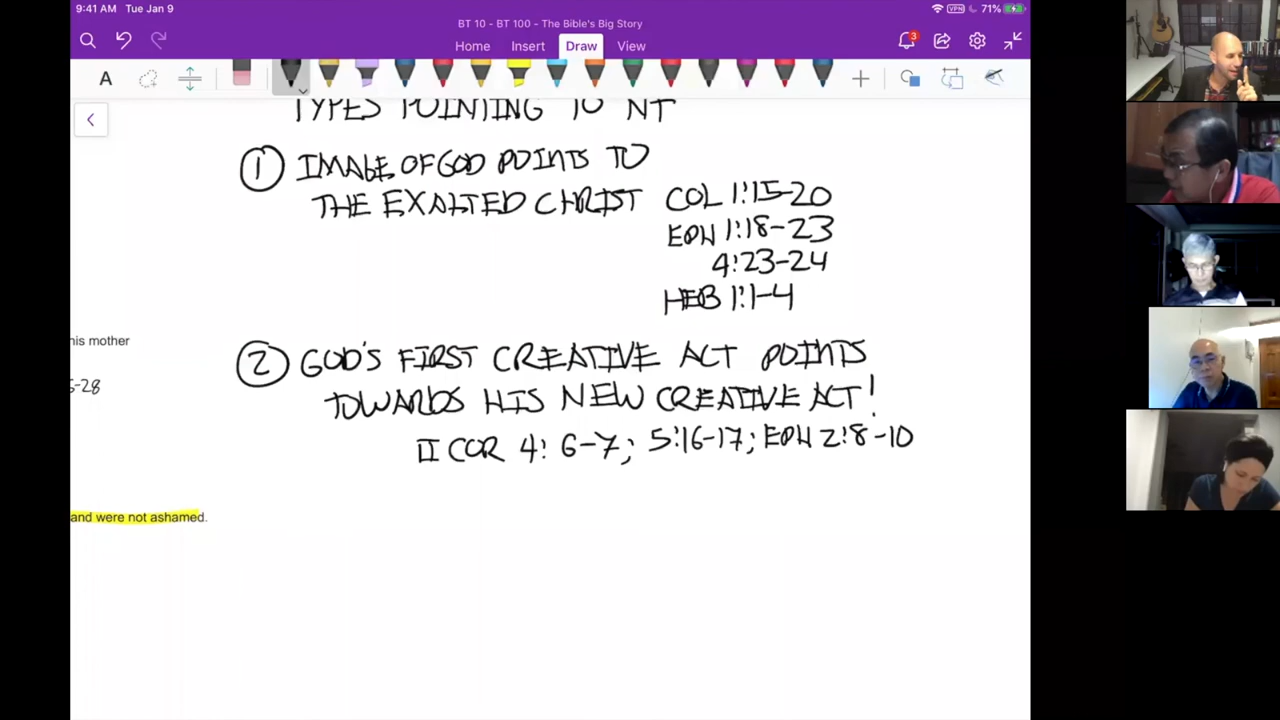 9:41 AM Tue Jan 9
VPN 71%
BT 10 - BT 100 - The Bible's Big Story
Home Insert Draw View
3
A
TYPES POINTING TO NT
① IMAGE OF GOD POINTS TO
THE EXALTED CHRIST COL 1:15-20
EPH 1:18-23
4:23-24
HEB 1:1-4
his mother
② GOD'S FIRST CREATIVE ACT POINTS
5-28
TOWARDS HIS NEW CREATIVE ACT!
II COR 4: 6-7; 5:16-17; EPH 2:8-10
and were not ashamed.